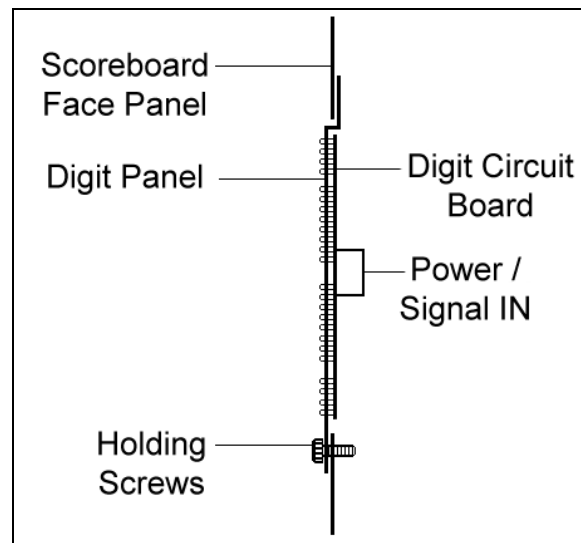 Scoreboard
Face Panel
Digit Panel
Digit Circuit
Board
Power /
Signal IN
Holding
Screws